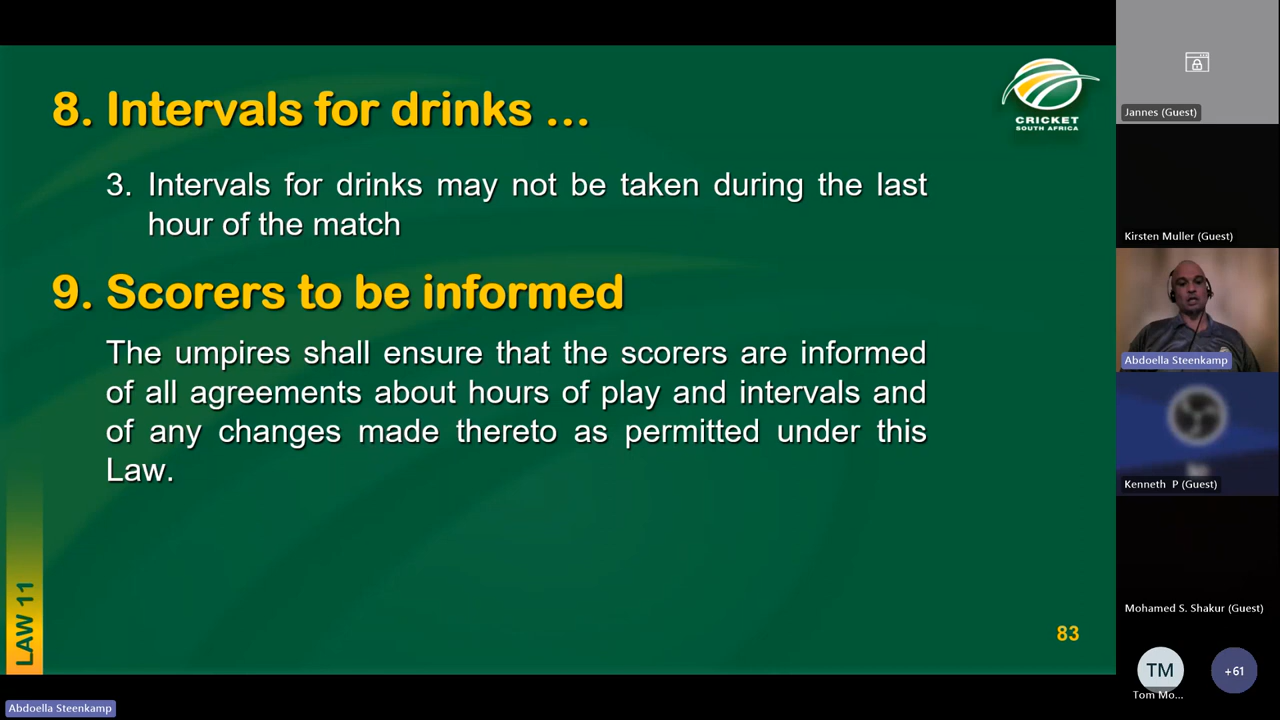 8. Intervals for drinks ...
CRICKET
SOUTH AFRICA
3. Intervals for drinks may not be taken during the last
hour of the match
9. Scorers to be informed
The umpires shall ensure that the scorers are informed
of all agreements about hours of play and intervals and
of any changes made thereto as permitted under this
Law.
LAW 11
83
Abdoella Steenkamp
Jannes (Guest)
Kirsten Muller (Guest)
Abdoella Steenkamp
Kenneth P (Guest)
Mohamed S. Shakur (Guest)
TM
Tom Mo...
+61